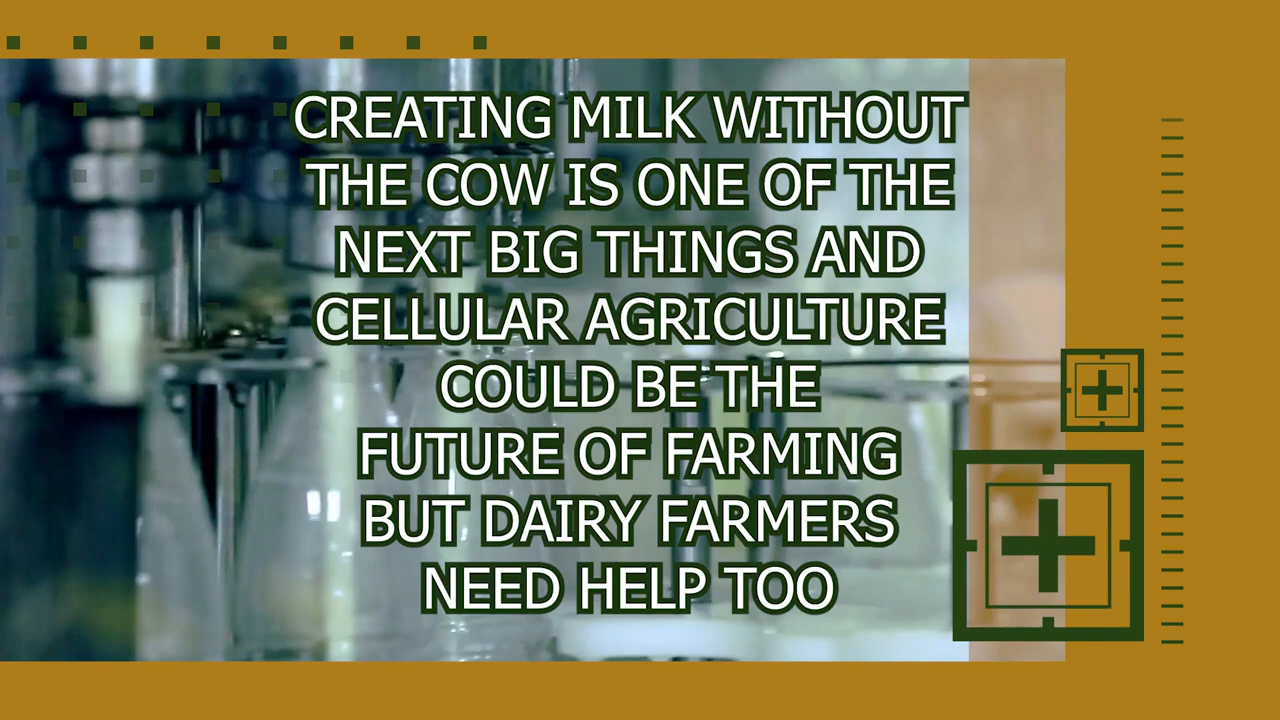 CREATING MILK WITHOUT
THE COW IS ONE OF THE
NEXT BIG THINGS AND
CELLULAR AGRICULTURE
COULD BE THE
FUTURE OF FARMING
BUT DAIRY FARMERS
NEED HELP TOO